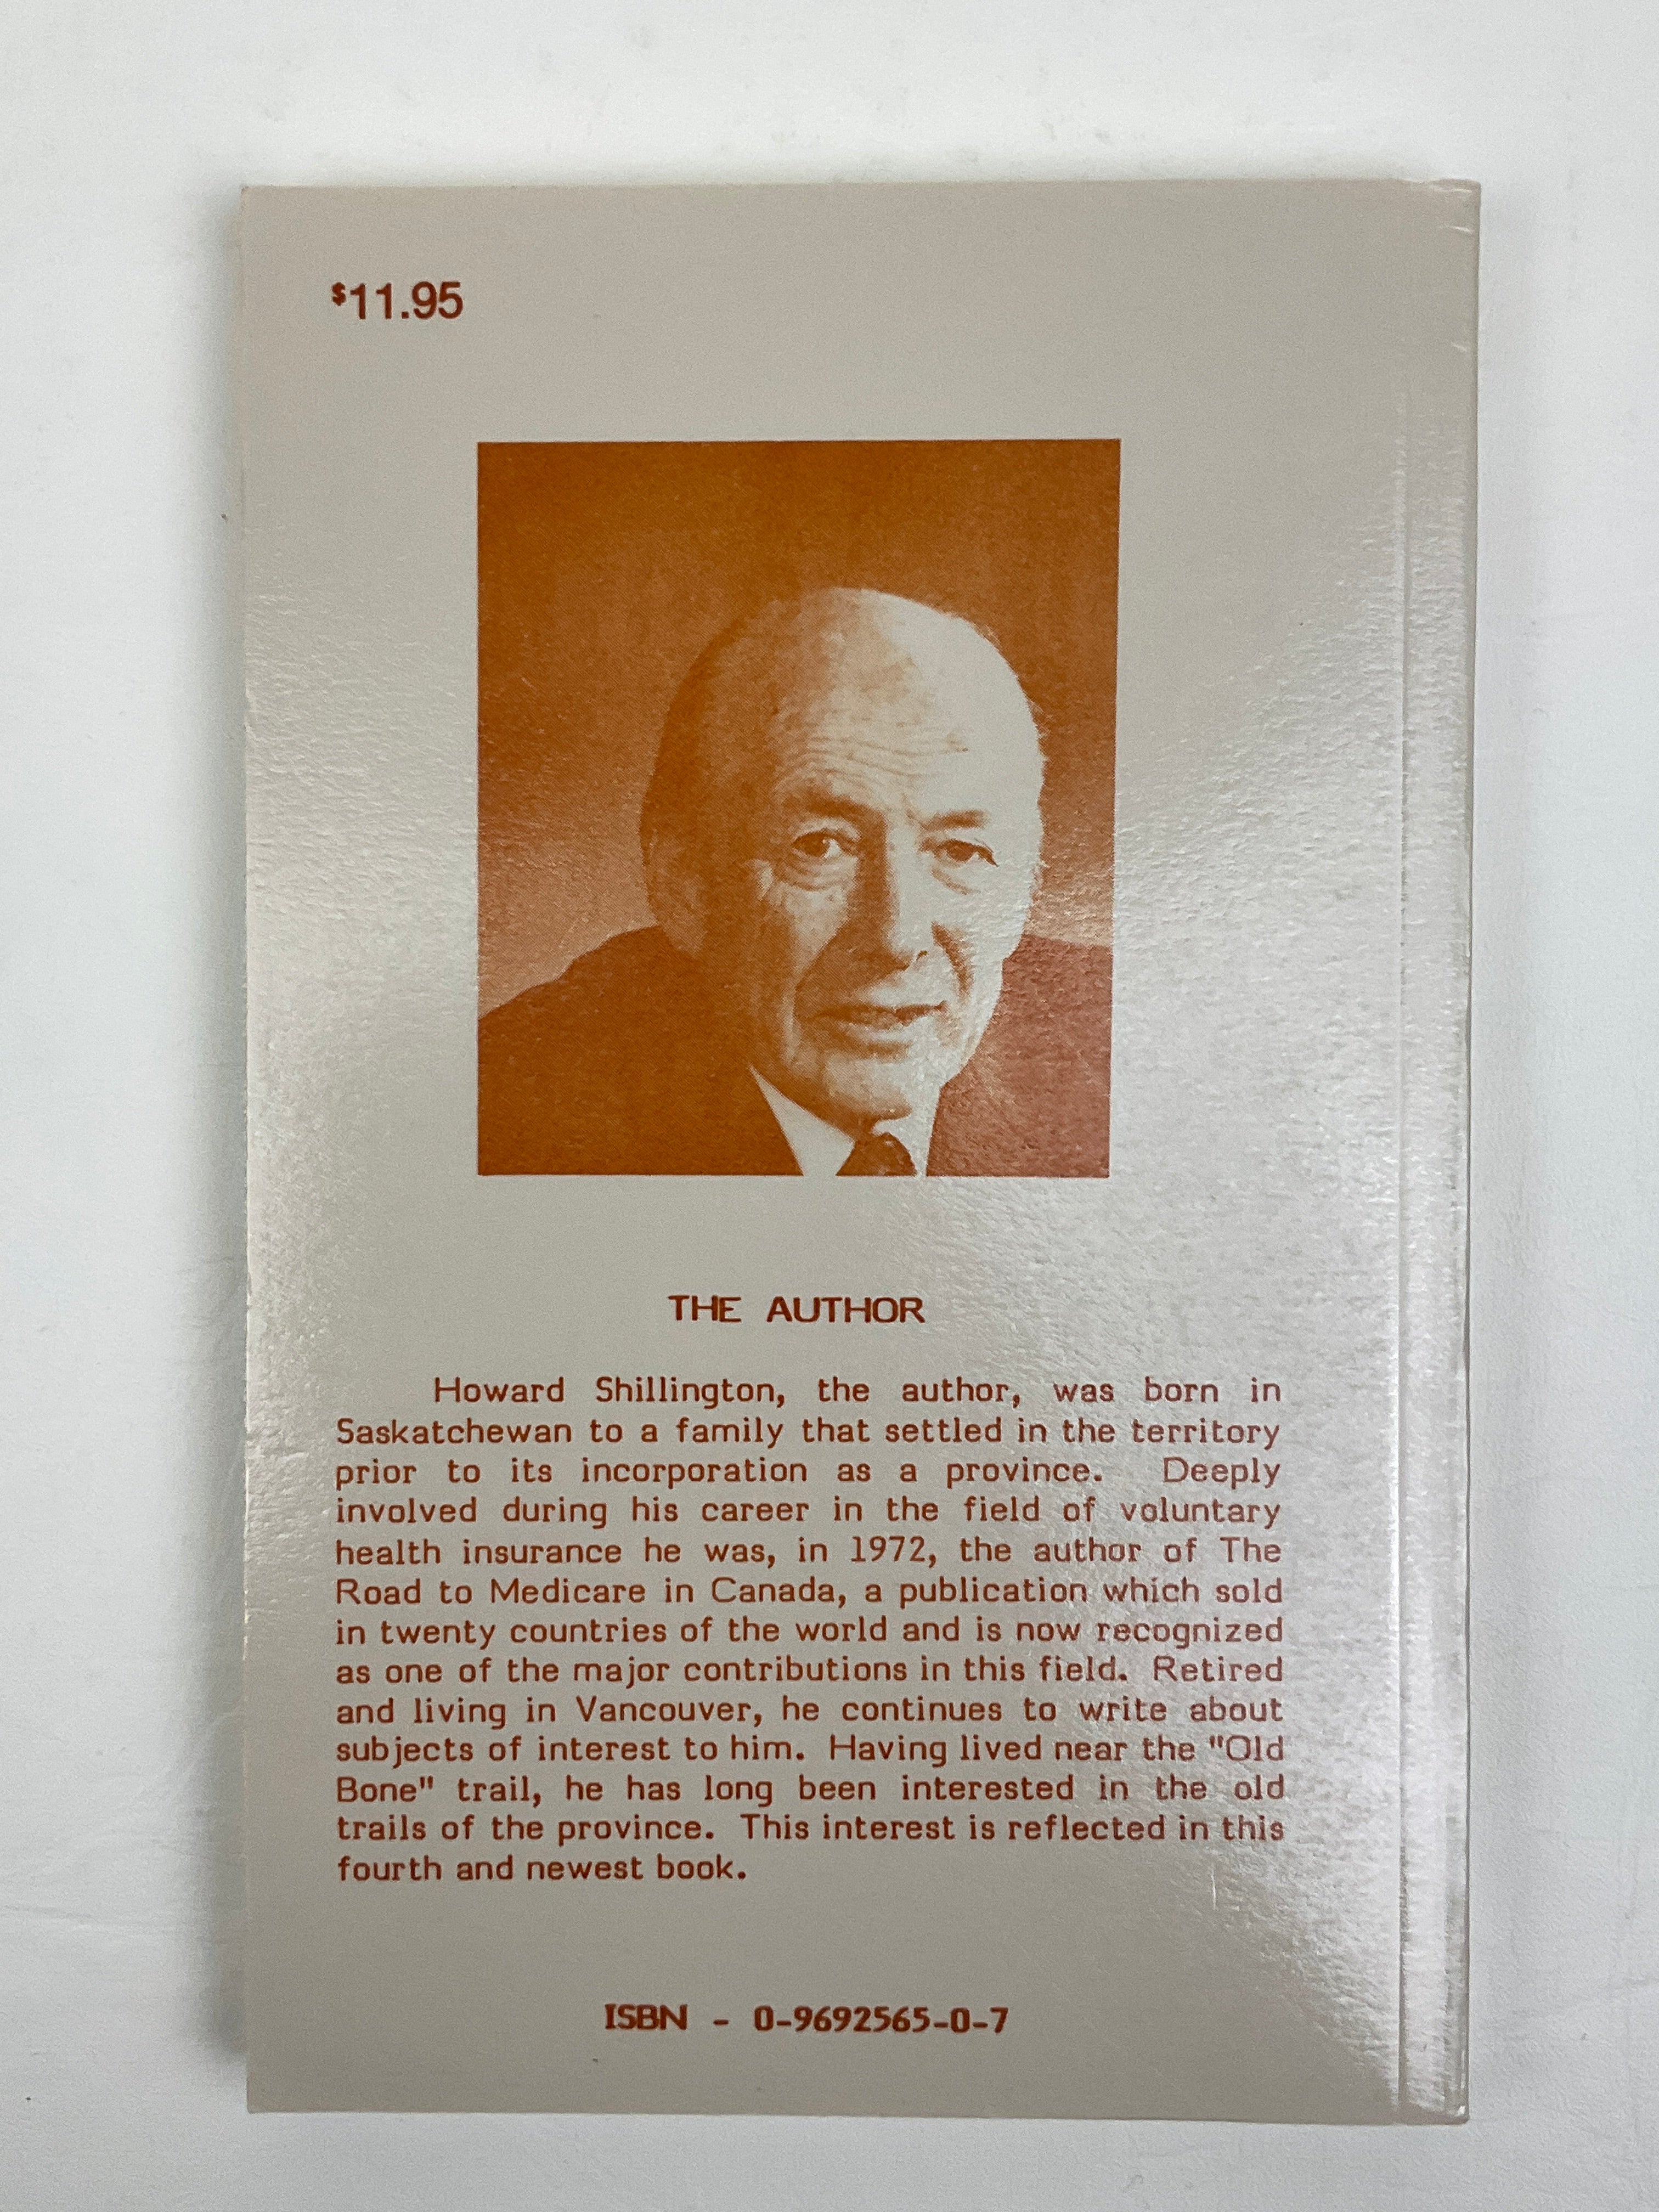 $11.95
THE AUTHOR
Howard Shillington, the author, was born in
Saskatchewan to a family that settled in the territory
prior to its incorporation as a province. Deeply
involved during his career in the field of voluntary
health insurance he was, in 1972, the author of The
Road to Medicare in Canada, a publication which sold
in twenty countries of the world and is now recognized
as one of the major contributions in this field. Retired
and living in Vancouver, he continues to write about
subjects of interest to him. Having lived near the "Old
Bone" trail, he has long been interested in the old
trails of the province. This interest is reflected in this
fourth and newest book.
ISBN - 0-9692565-0-7